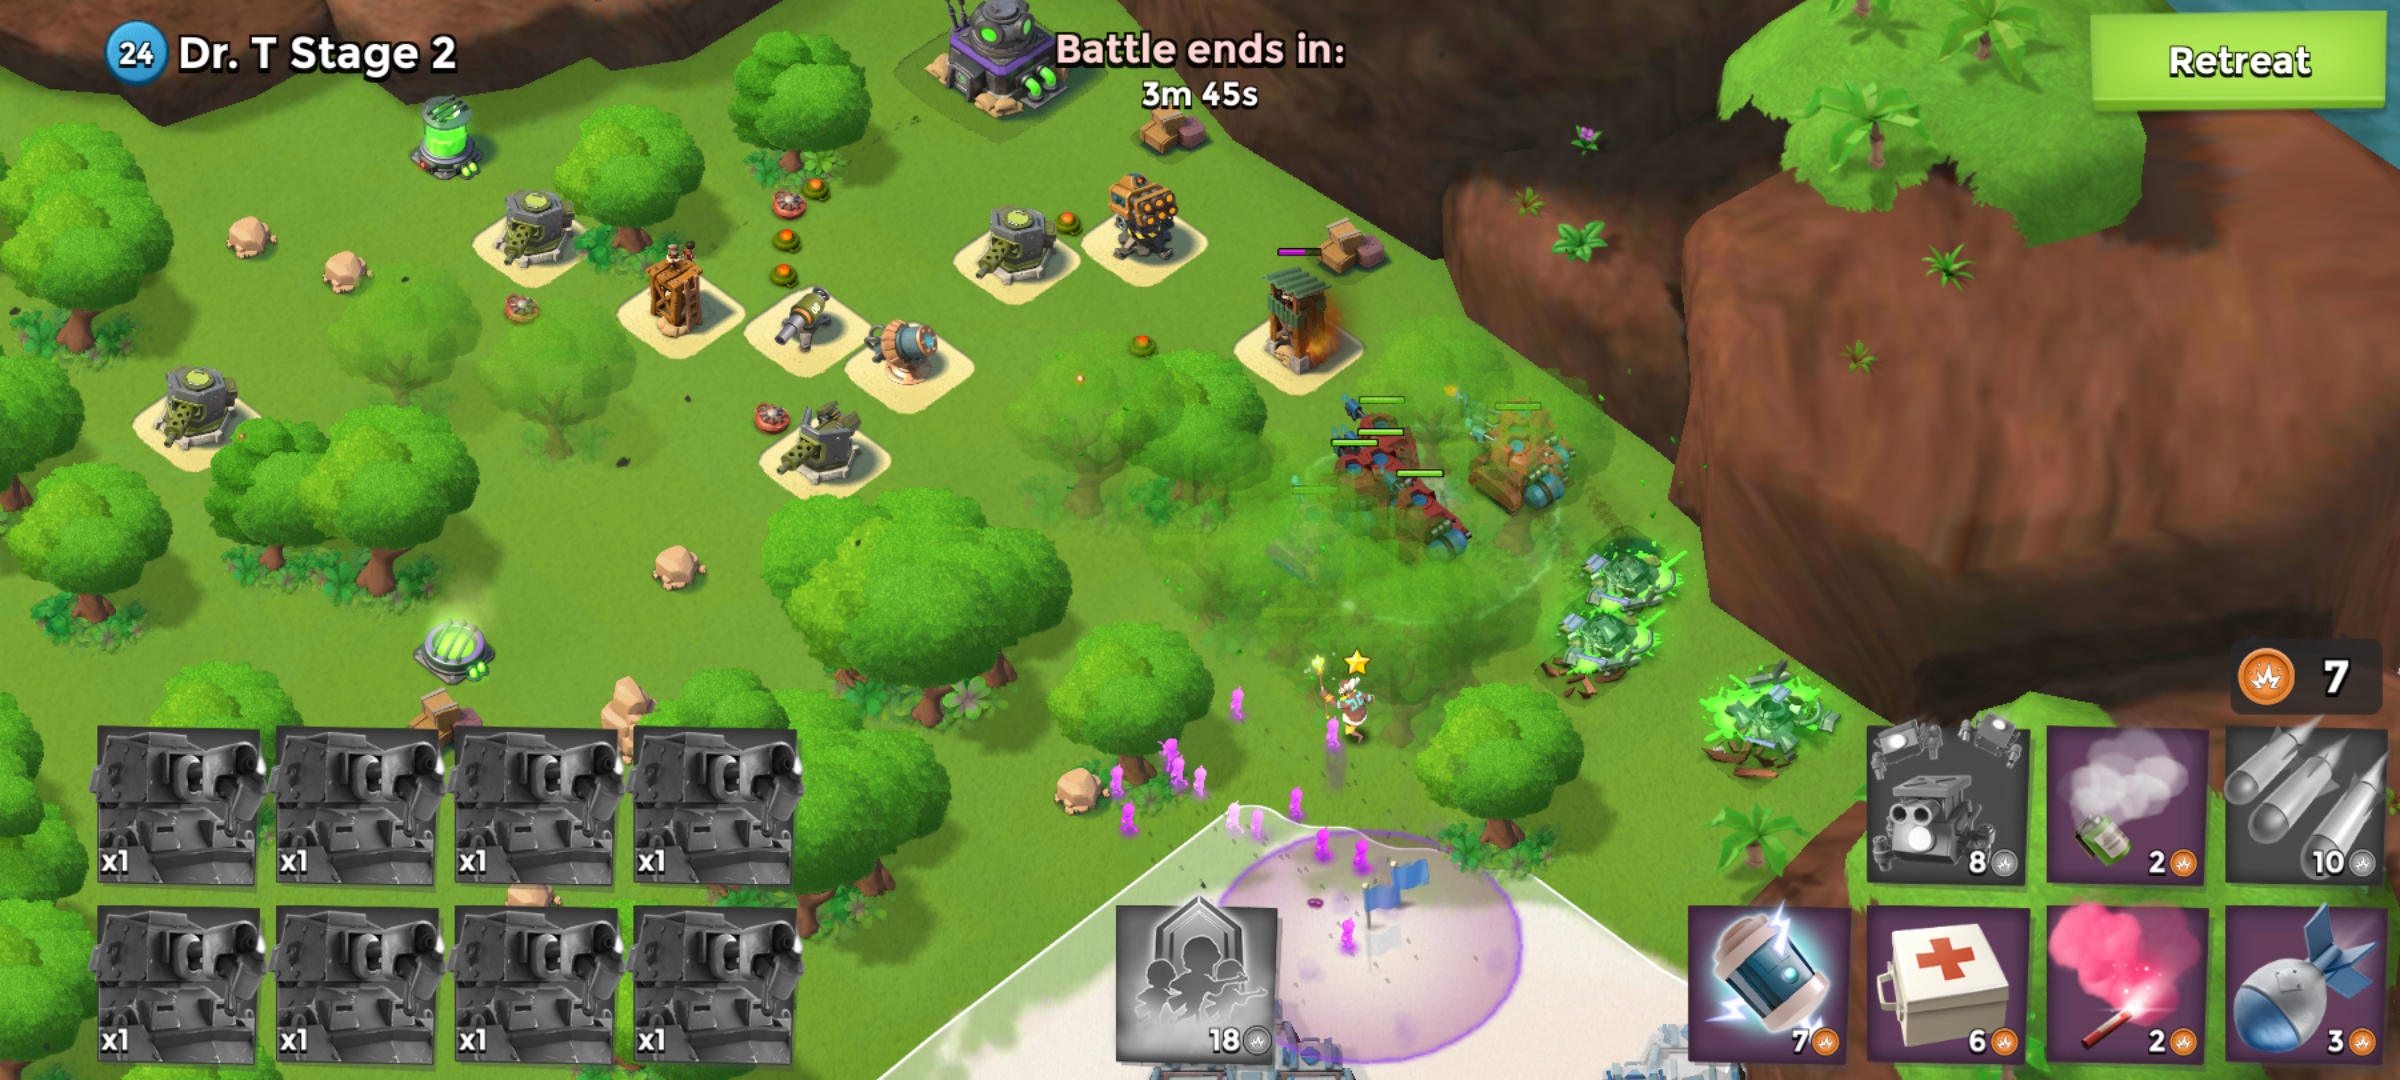 24 Dr. T Stage 2
Battle ends in:
3m 45s
Retreat
7
x1 x1 x1 x1
8 2 10
x1 x1 x1 x1
18 7 6 2 3